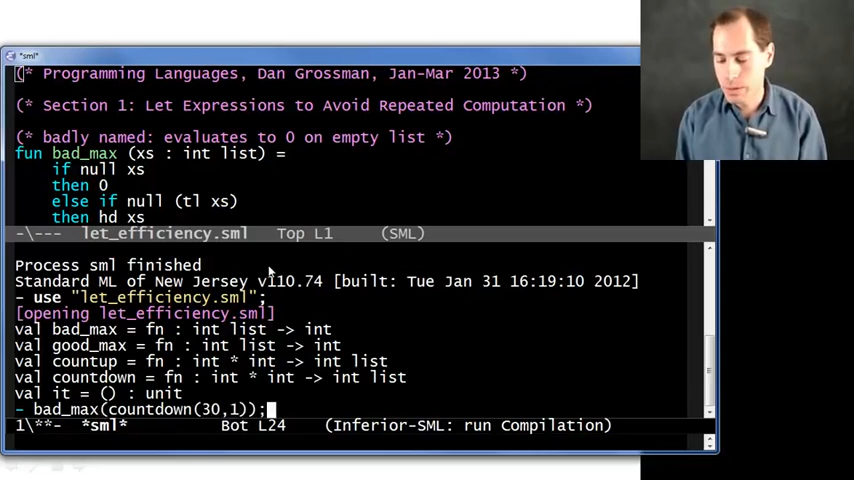 *sml*
(* Programming Languages, Dan Grossman, Jan-Mar 2013 *)
(* Section 1: Let Expressions to Avoid Repeated Computation *)
(* badly named: evaluates to 0 on empty list *)
fun bad_max (xs : int list) =
if null xs
then 0
else if null (tl xs)
then hd xs
-\--- let_efficiency.sml Top L1 (SML)
Process sml finished
Standard ML of New Jersey v110.74 [built: Tue Jan 31 16:19:10 2012]
- use "let_efficiency.sml";
[opening let_efficiency.sml]
val bad_max = fn : int list -> int
val good_max = fn : int list -> int
val countup = fn : int * int -> int list
val countdown = fn : int * int -> int list
val it = () : unit
- bad_max(countdown(30,1));
1\**- *sml* Bot L24 (Inferior-SML: run Compilation)